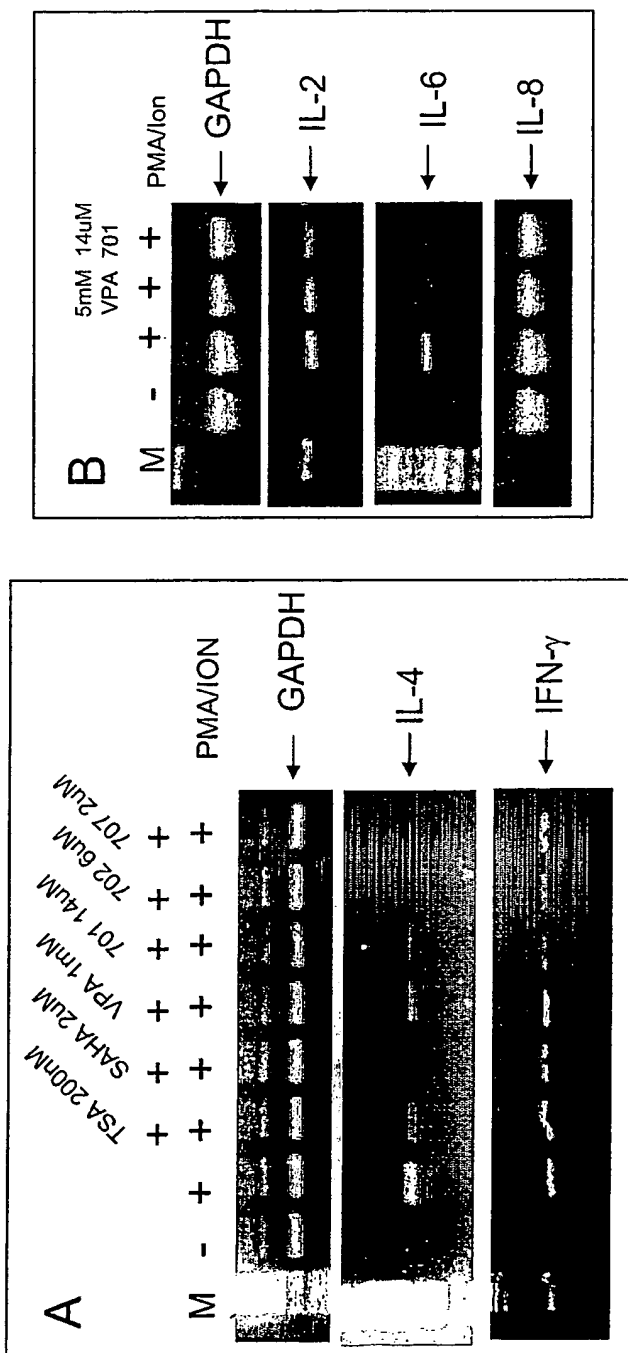 A
TSA 200nM
SAHA 2uM
VPA 1mM
701 14uM
702 6uM
707 2uM
+ + + + + +
M - + + + + + + + PMA/ION
GAPDH
IL-4
IFN-γ
B
5mM 14uM
VPA 701
M - + + + PMA/Ion
GAPDH
IL-2
IL-6
IL-8